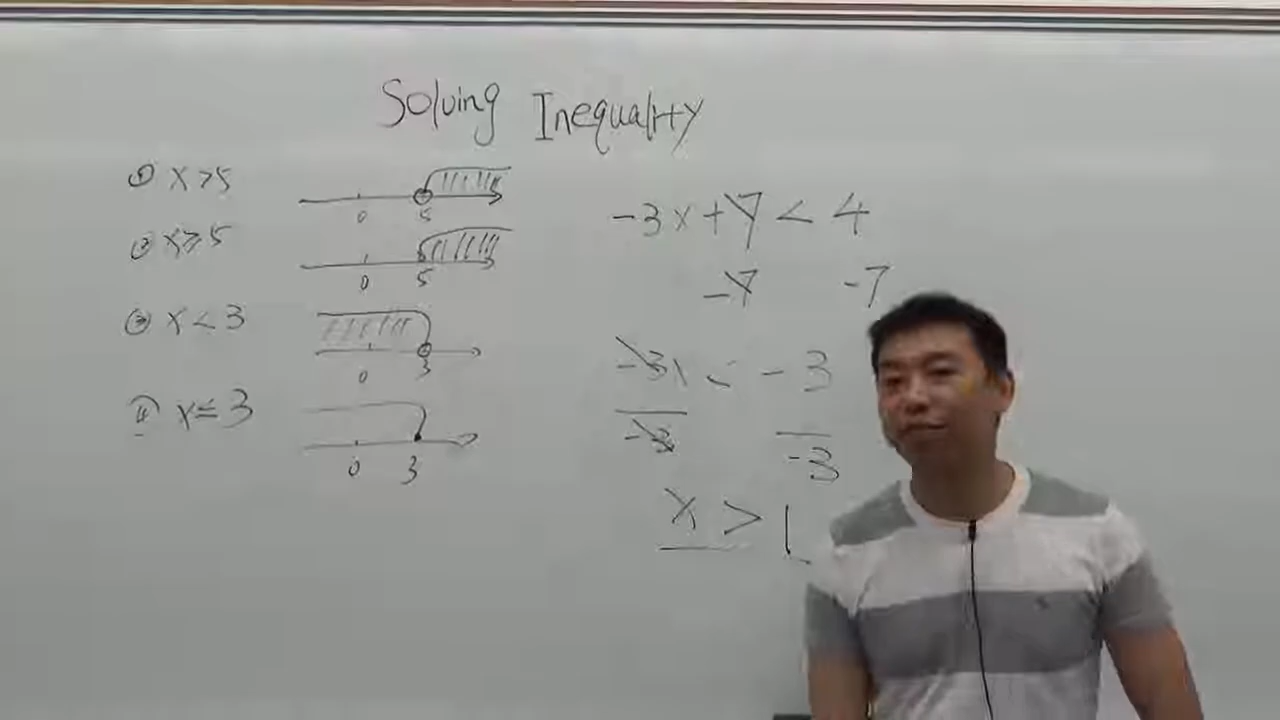 Solving Inequality
① x > 5
0 5
② x ≥ 5
0 5
③ x < 3
0 3
④ x ≤ 3
0 3
-3x + 7 < 4
-7 -7
-3x < -3
-3 -3
x > 1